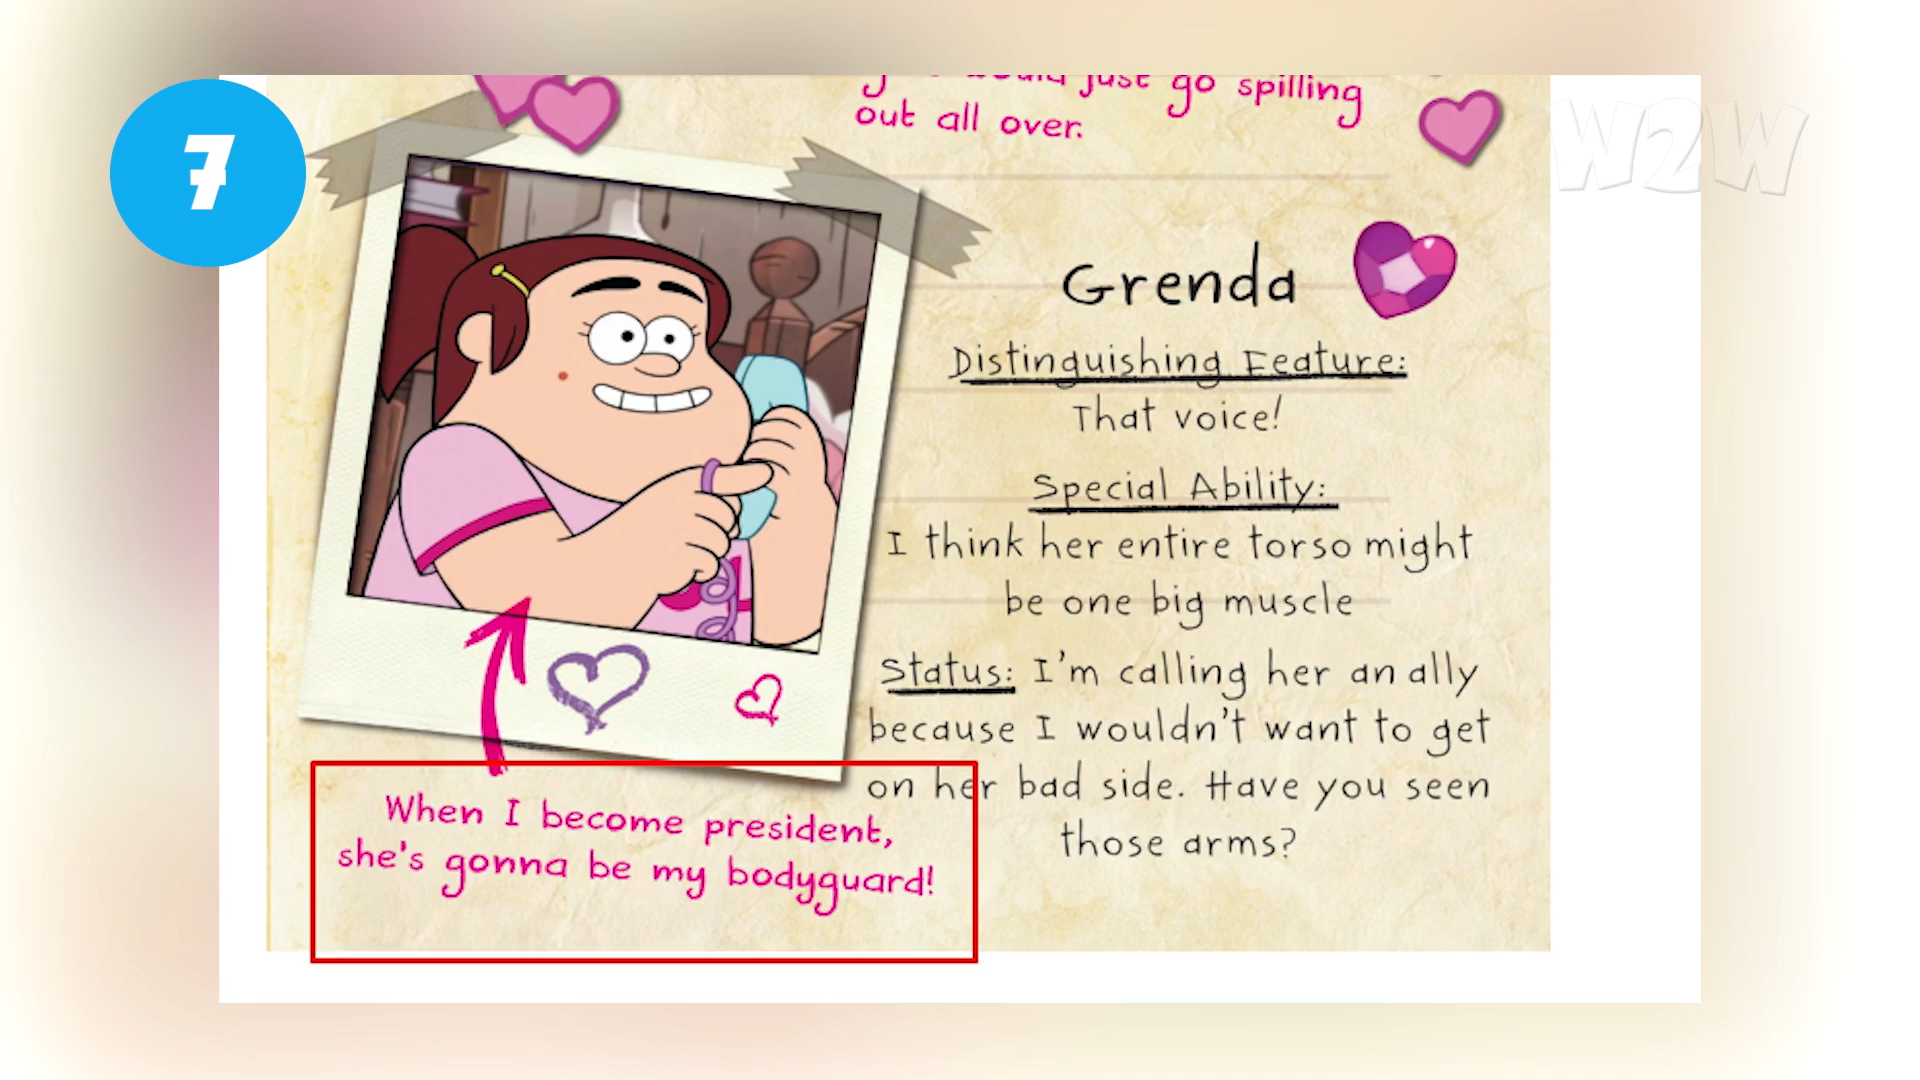 7
would just go spilling
out all over.
W2W
Grenda
Distinguishing Feature:
That voice!
Special Ability:
I think her entire torso might
be one big muscle
Status: I'm calling her an ally
because I wouldn't want to get
on her bad side. Have you seen
those arms?
When I become president,
she's gonna be my bodyguard!